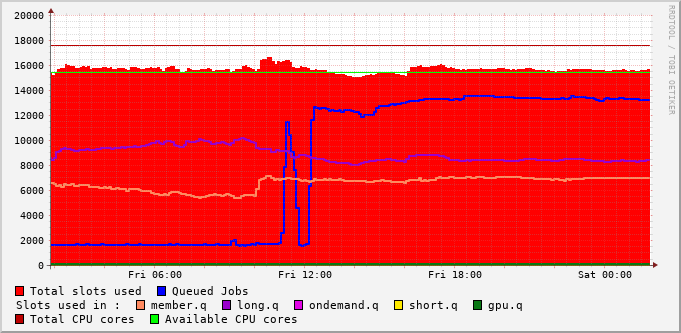 RRDTOOL / TOBI OETIKER
20000
18000
16000
14000
12000
10000
8000
6000
4000
2000
0
Fri 06:00 Fri 12:00 Fri 18:00 Sat 00:00
Total slots used Queued Jobs
Slots used in : member.q long.q ondemand.q short.q gpu.q
Total CPU cores Available CPU cores